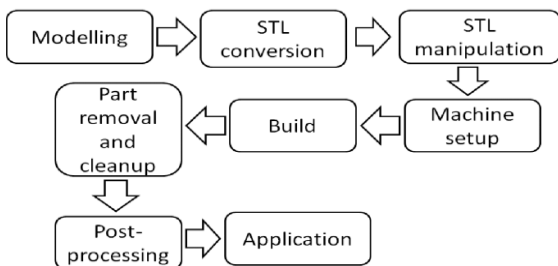 Modelling
STL
conversion
STL
manipulation
Machine
setup
Build
Part
removal
and
cleanup
Post-
processing
Application